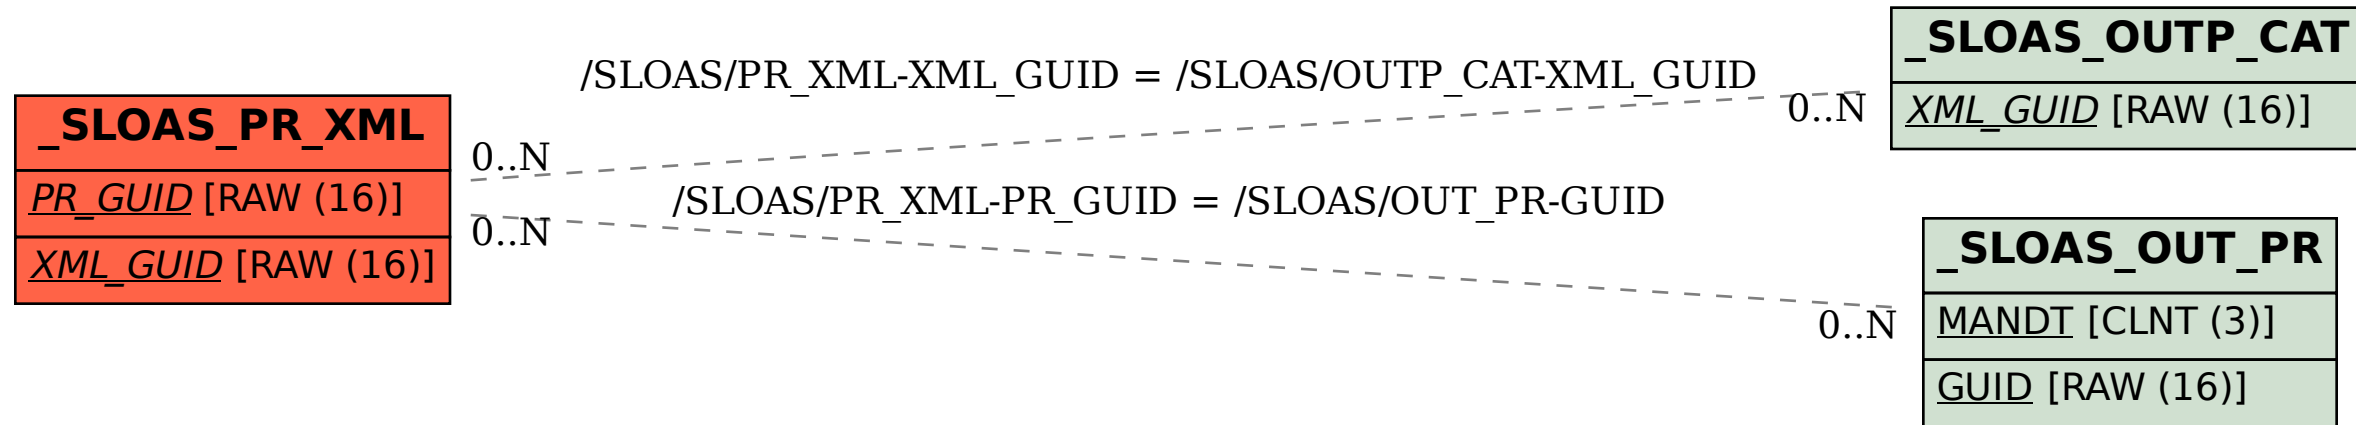 _SLOAS_PR_XML
PR_GUID [RAW (16)]
XML_GUID [RAW (16)]
/SLOAS/PR_XML-XML_GUID = /SLOAS/OUTP_CAT-XML_GUID
0..N
0..N
/SLOAS/PR_XML-PR_GUID = /SLOAS/OUT_PR-GUID
0..N
0..N
_SLOAS_OUTP_CAT
XML_GUID [RAW (16)]
_SLOAS_OUT_PR
MANDT [CLNT (3)]
GUID [RAW (16)]